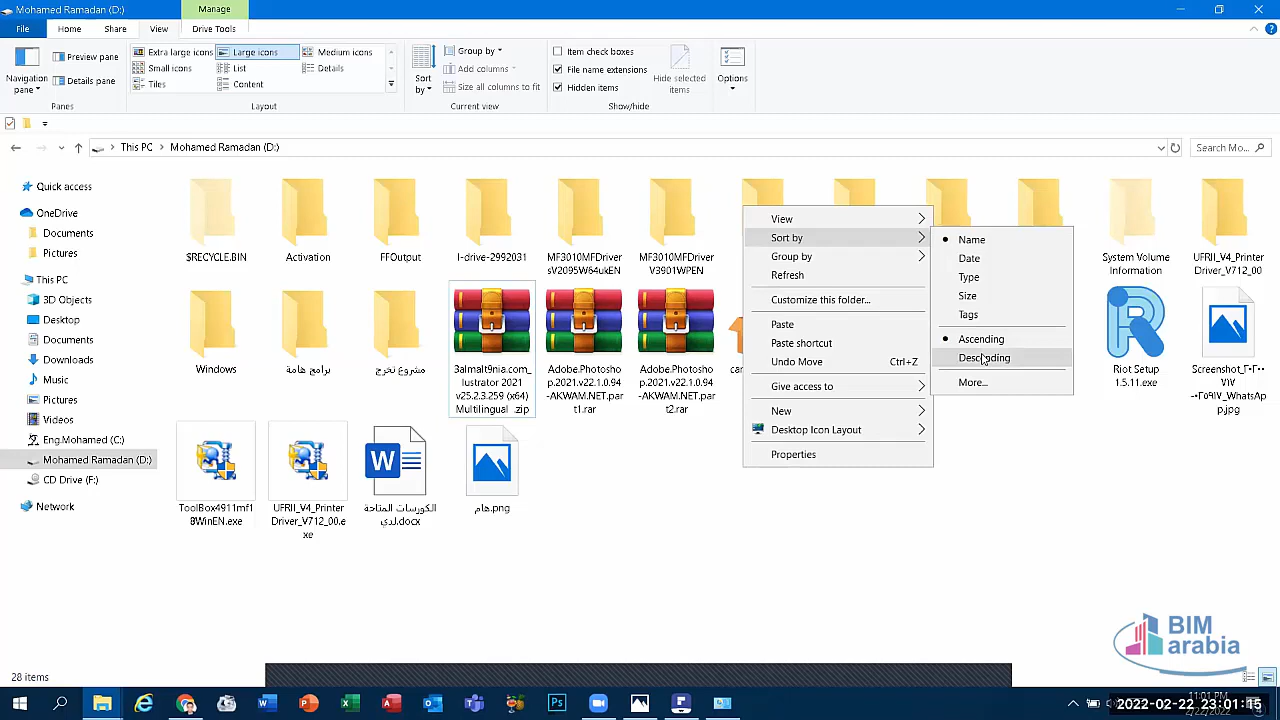 Mohamed Ramadan (D:)
Manage
File
Home
Share
View
Drive Tools
Navigation pane
Preview pane
Details pane
Panes
Extra large icons
Large icons
Medium icons
Small icons
List
Details
Tiles
Content
Layout
Sort by
Group by
Add columns
Size all columns to fit
Current view
Item check boxes
File name extensions
Hidden items
Hide selected items
Show/hide
Options
This PC
Mohamed Ramadan (D:)
Search Mo...
Quick access
OneDrive
Documents
Pictures
This PC
3D Objects
Desktop
Documents
Downloads
Music
Pictures
Videos
Eng.Mohamed (C:)
Mohamed Ramadan (D:)
CD Drive (F:)
Network
$RECYCLE.BIN
Activation
FFOutput
I-drive-2992031
MF3010MFDriver
sV2095W64ukEN
MF3010MFDriver
V3901WPEN
System Volume
Information
UFRII_V4_Printer
Driver_V712_00
Windows
برامج هامة
مشروع تخرج
3almalt9nia.com_
lustrator 2021
v25.2.3.259 (x64)
Multilingual .zip
Adobe.Photosho
p.2021.v22.1.0.94
-AKWAM.NET.par
t1.rar
Adobe.Photosho
p.2021.v22.1.0.94
-AKWAM.NET.par
t2.rar
Riot Setup
1.5.11.exe
ToolBox4911mf1
8WinEN.exe
UFRII_V4_Printer
Driver_V712_00.e
xe
الكورسات المتاحة
لدي.docx
هام.png
View
Sort by
Group by
Refresh
Customize this folder...
Paste
Paste shortcut
Undo Move Ctrl+Z
Give access to
New
Desktop Icon Layout
Properties
Name
Date
Type
Size
Tags
Ascending
Descending
More...
28 items
BIM
arabia
11:01 PM
2022-02-22 23:01:15